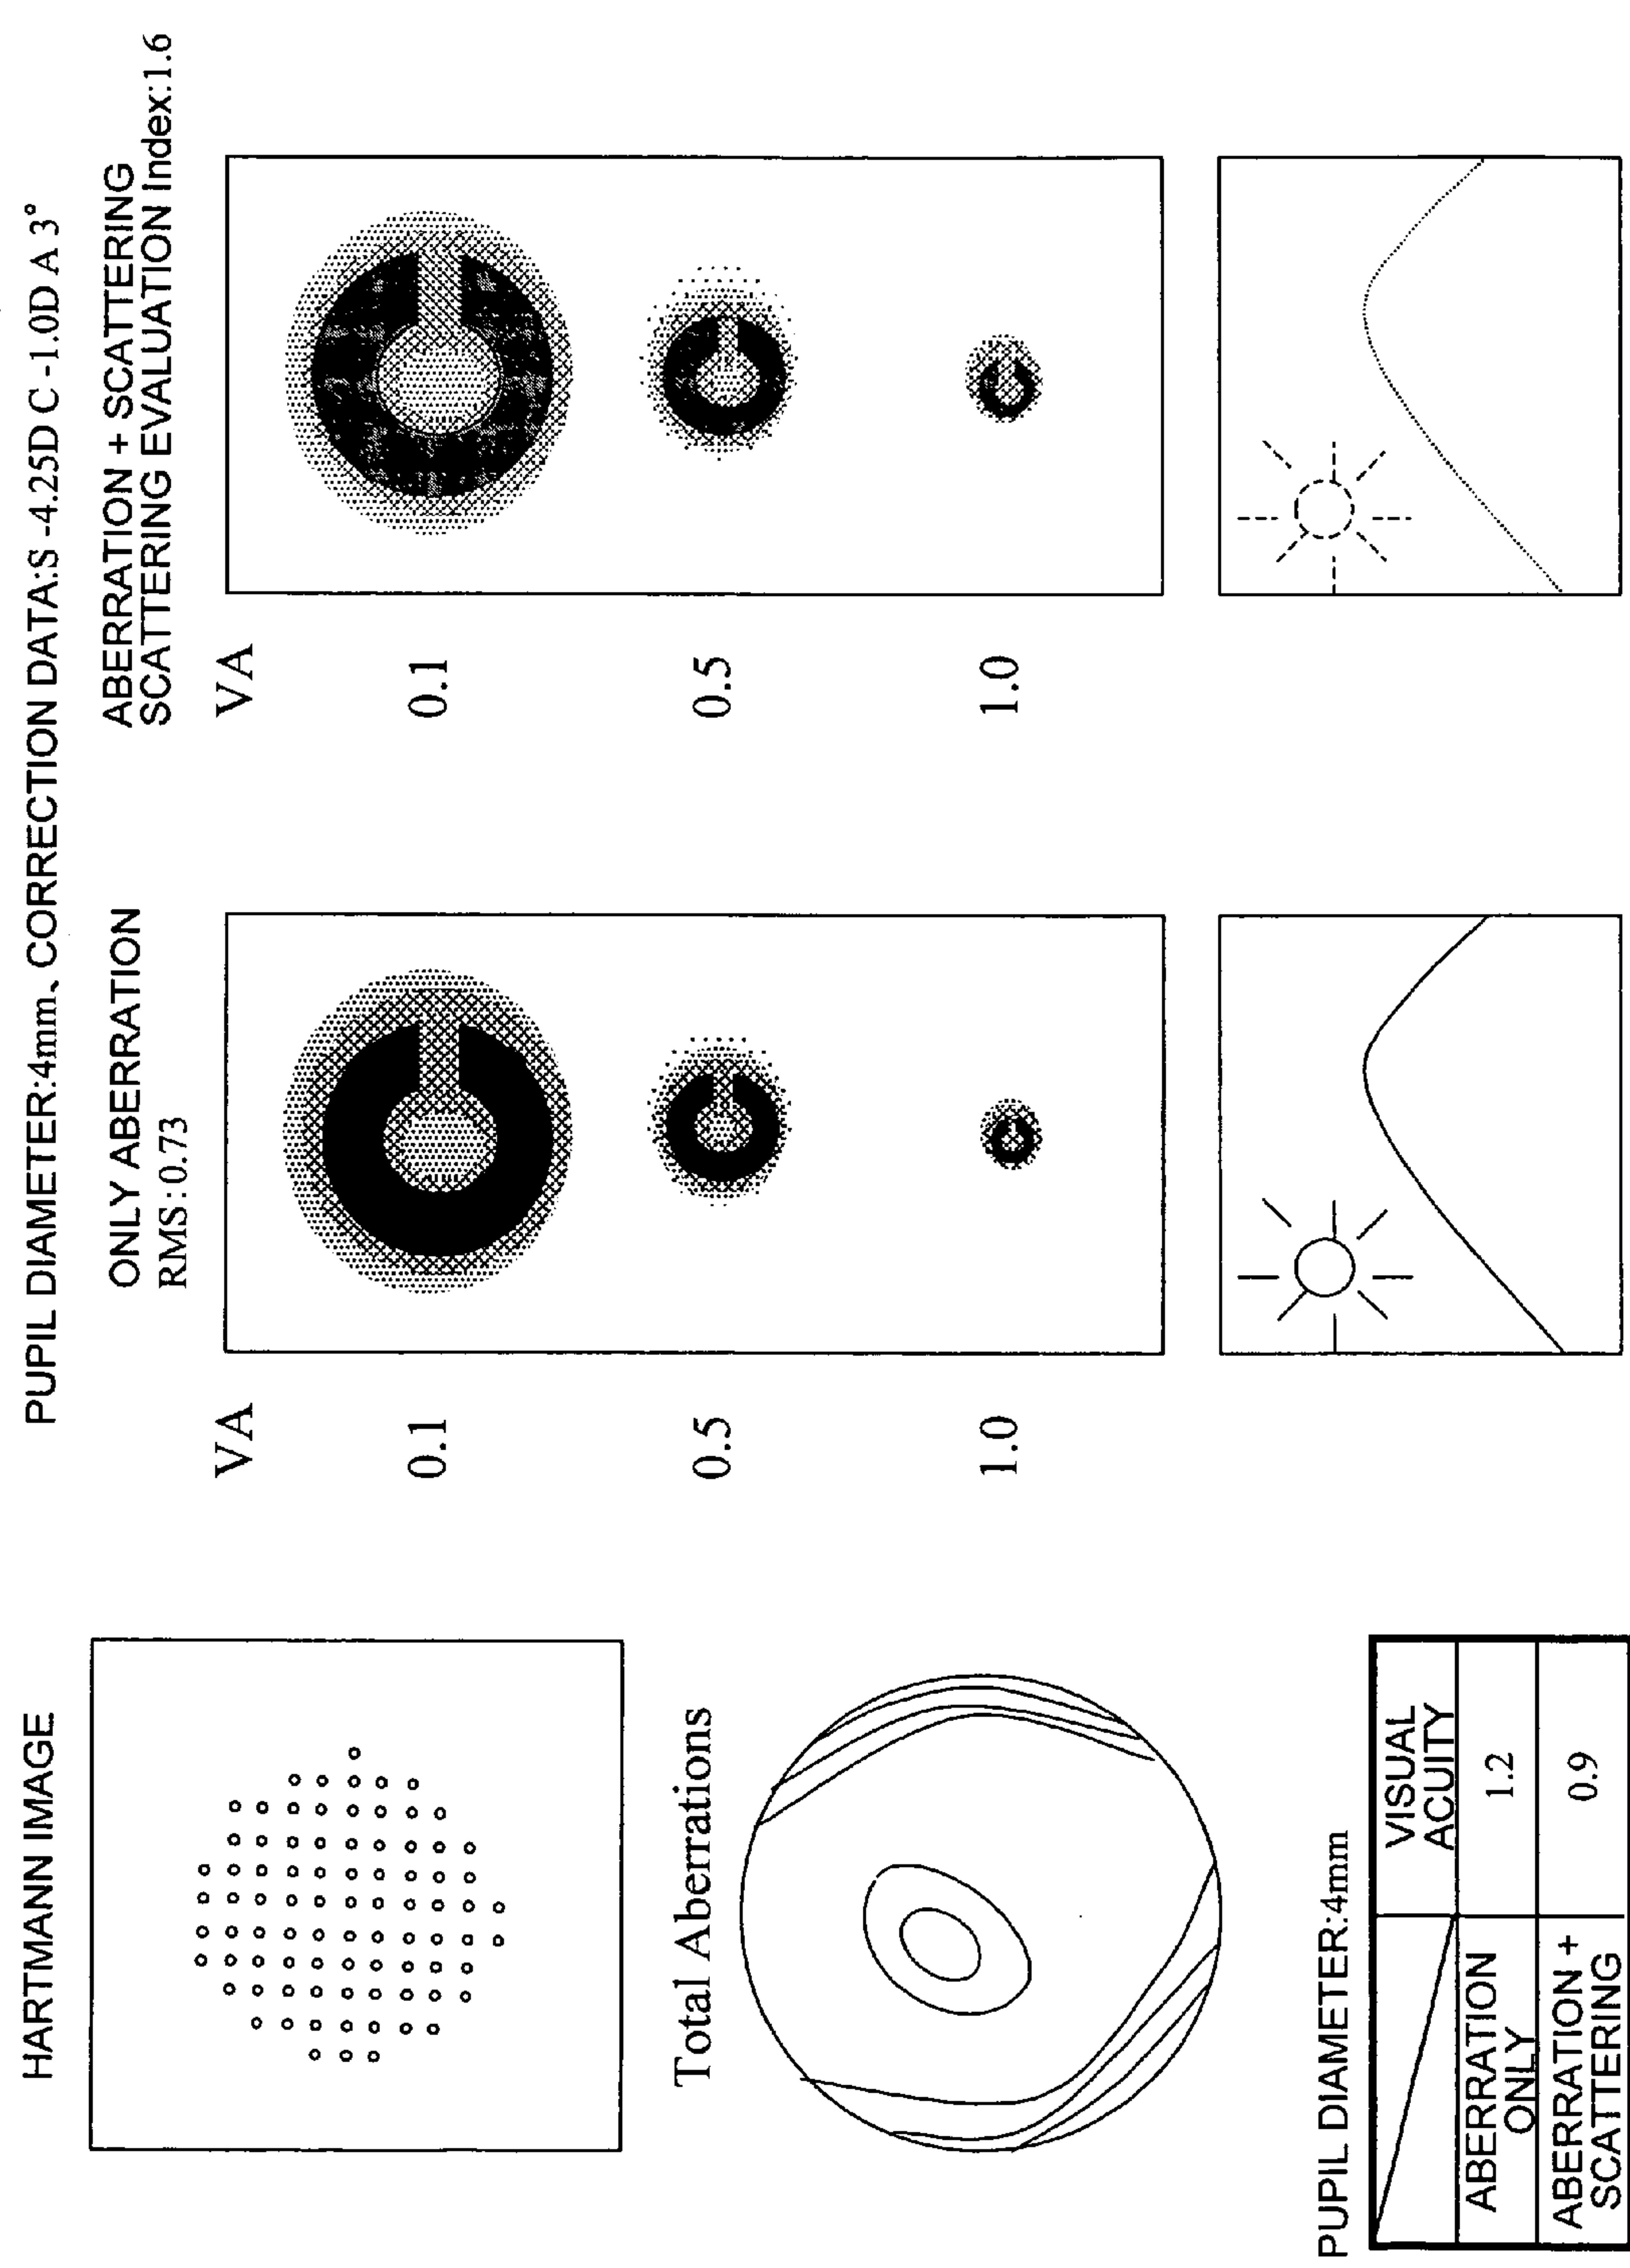 PUPIL DIAMETER:4mm、CORRECTION DATA:S -4.25D C -1.0D A 3°
HARTMANN IMAGE
Total Aberrations
PUPIL DIAMETER:4mm
VISUAL
ACUITY
ABERRATION
ONLY
1.2
ABERRATION +
SCATTERING
0.9
ONLY ABERRATION
RMS:0.73
VA
0.1
0.5
1.0
ABERRATION + SCATTERING
SCATTERING EVALUATION Index:1.6
VA
0.1
0.5
1.0